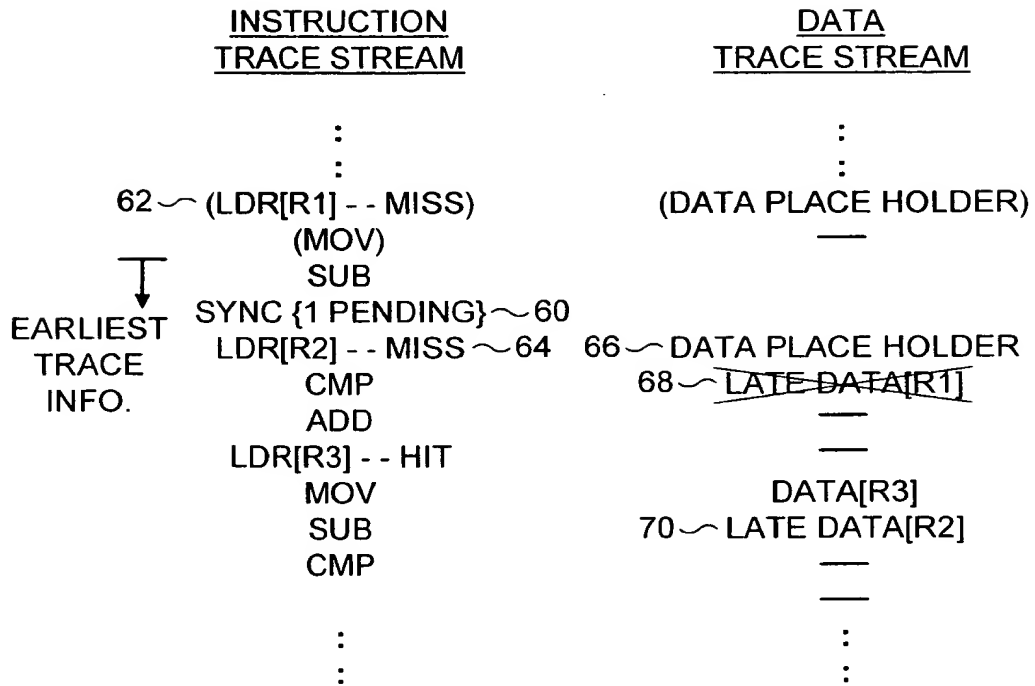 INSTRUCTION
TRACE STREAM
DATA
TRACE STREAM
62 (LDR[R1] - - MISS)
(DATA PLACE HOLDER)
(MOV)
SUB
EARLIEST
TRACE
INFO.
SYNC {1 PENDING} 60
LDR[R2] - - MISS 64
66 DATA PLACE HOLDER
CMP
68 LATE DATA[R1]
ADD
LDR[R3] - - HIT
MOV
DATA[R3]
SUB
70 LATE DATA[R2]
CMP